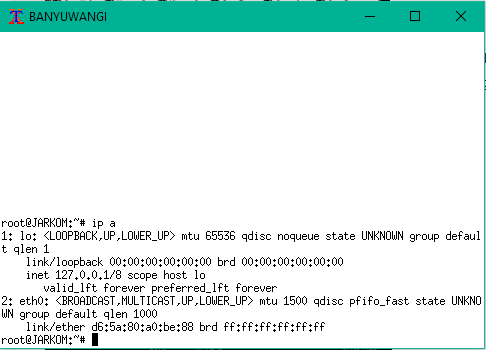 BANYUWANGI
root@JARKOM:~# ip a
1: lo: <LOOPBACK,UP,LOWER_UP> mtu 65536 qdisc noqueue state UNKNOWN group defaul
t qlen 1
    link/loopback 00:00:00:00:00:00 brd 00:00:00:00:00:00
    inet 127.0.0.1/8 scope host lo
       valid_lft forever preferred_lft forever
2: eth0: <BROADCAST,MULTICAST,UP,LOWER_UP> mtu 1500 qdisc pfifo_fast state UNKNO
WN group default qlen 1000
    link/ether d6:5a:80:a0:be:88 brd ff:ff:ff:ff:ff:ff
root@JARKOM:~#